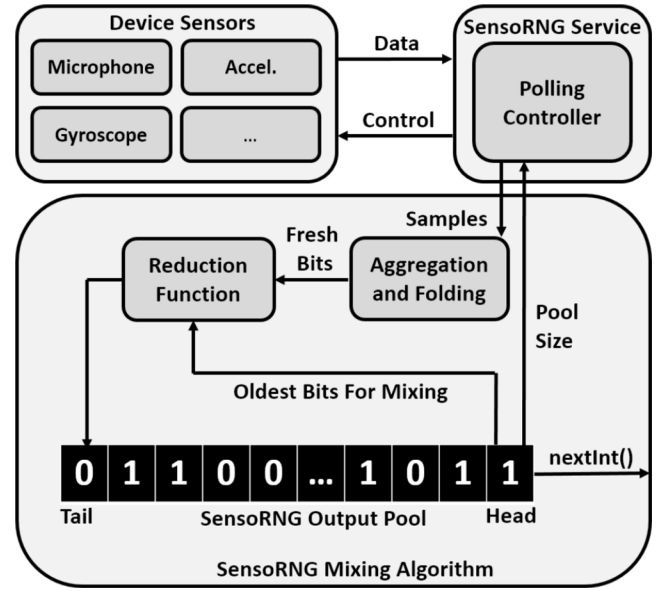 Device Sensors
Microphone
Accel.
Gyroscope
...
Data
Control
SensoRNG Service
Polling
Controller
Samples
Fresh
Bits
Reduction
Function
Aggregation
and Folding
Pool
Size
Oldest Bits For Mixing
0 1 1 0 0 ... 1 0 1 1
nextInt()
Tail
SensoRNG Output Pool
Head
SensoRNG Mixing Algorithm